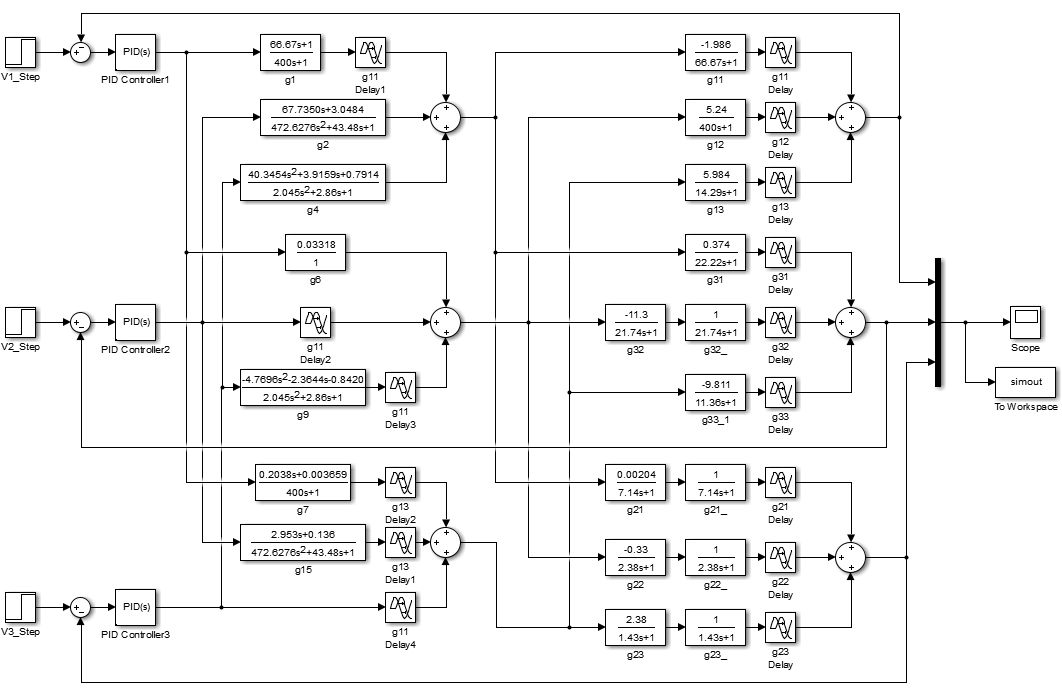 V1_Step
PID(s)
PID Controller1
66.67s+1
400s+1
g1
g11
Delay1
67.7350s+3.0484
472.6276s2+43.48s+1
g2
40.3454s2+3.9159s+0.7914
2.045s2+2.86s+1
g4
-1.986
66.67s+1
g11
g11
Delay
5.24
400s+1
g12
g12
Delay
5.984
14.29s+1
g13
g13
Delay
V2_Step
PID(s)
PID Controller2
0.03318
1
g6
g11
Delay2
-4.7696s2-2.3644s-0.8420
2.045s2+2.86s+1
g9
g11
Delay3
0.374
22.22s+1
g31
g31
Delay
-11.3
21.74s+1
g32
1
21.74s+1
g32_
g32
Delay
-9.811
11.36s+1
g33_1
g33
Delay
Scope
simout
To Workspace
V3_Step
PID(s)
PID Controller3
0.2038s+0.003659
400s+1
g7
g13
Delay2
2.953s+0.136
472.6276s2+43.48s+1
g15
g13
Delay1
g11
Delay4
0.00204
7.14s+1
g21
1
7.14s+1
g21_
g21
Delay
-0.33
2.38s+1
g22
1
2.38s+1
g22_
g22
Delay
2.38
1.43s+1
g23
1
1.43s+1
g23_
g23
Delay